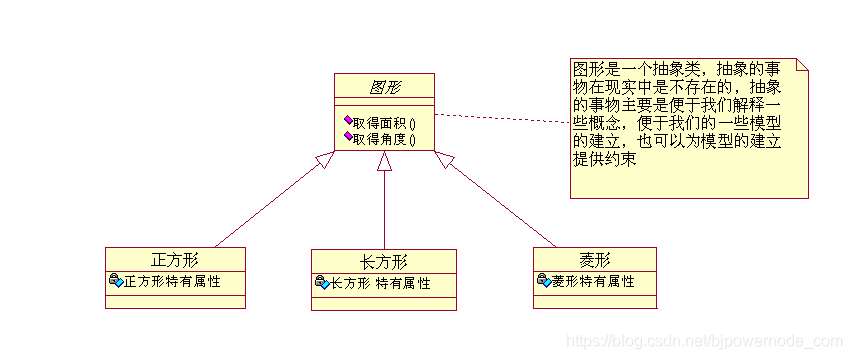 图形
取得面积()
取得角度()
图形是一个抽象类，抽象的事
物在现实中是不存在的，抽象
的事物主要是便于我们解释一
些概念，便于我们的一些模型
的建立，也可以为模型的建立
提供约束
正方形
正方形特有属性
长方形
长方形 特有属性
菱形
菱形特有属性
https://blog.csdn.net/bjpowernode_com